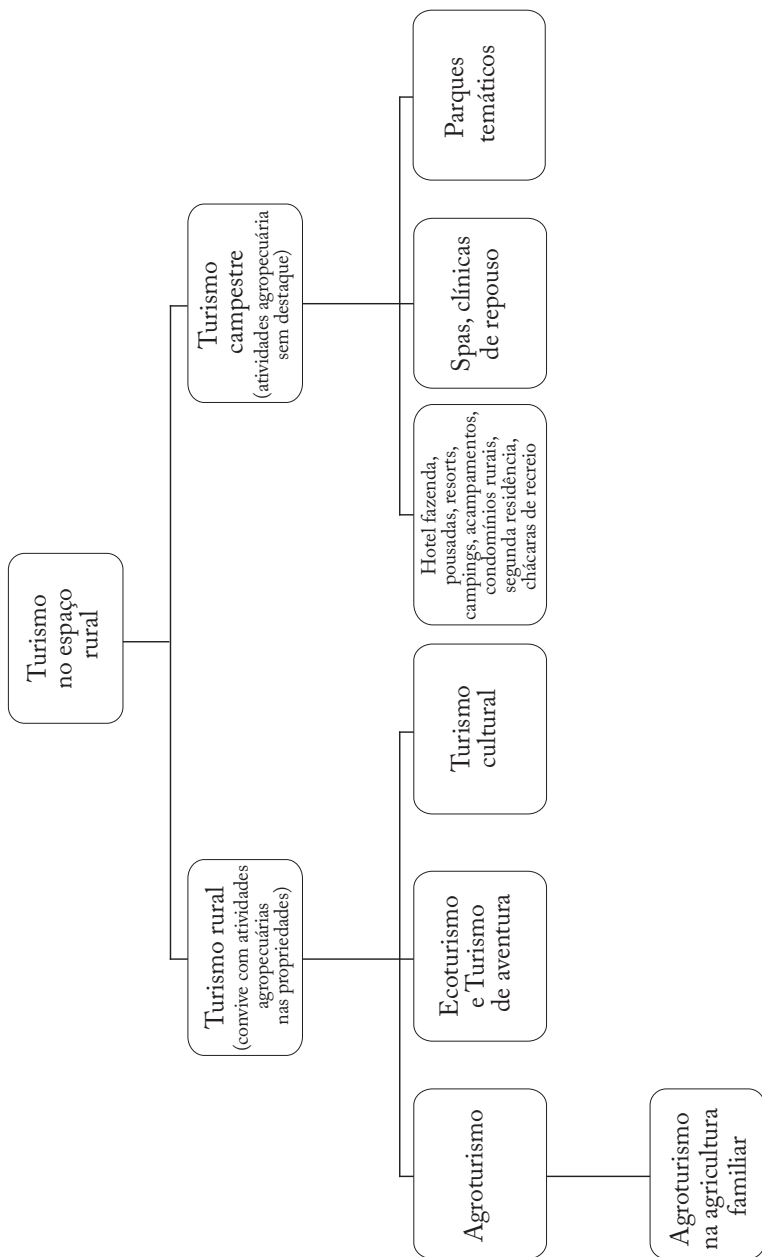 Turismo
no espaço
rural
Turismo rural
(convive com atividades
agropecuárias
nas propriedades)
Turismo
campestre
(atividades agropecuária
sem destaque)
Agroturismo
Ecoturismo
e Turismo
de aventura
Turismo
cultural
Hotel fazenda,
pousadas, resorts,
campings, acampamentos,
condomínios rurais,
segunda residência,
chácaras de recreio
Spas, clínicas
de repouso
Parques
temáticos
Agroturismo
na agricultura
familiar